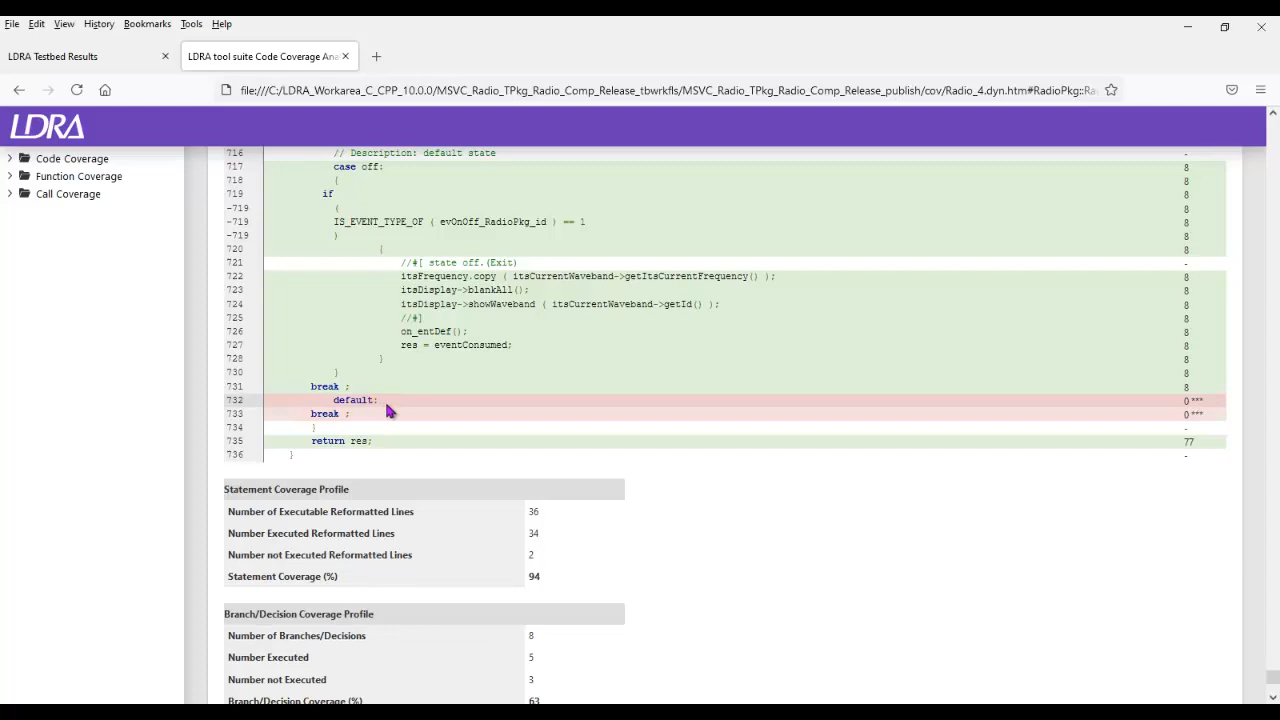 File Edit View History Bookmarks Tools Help
LDRA Testbed Results
LDRA tool suite Code Coverage Ana
file:///C:/LDRA_Workarea_C_CPP_10.0.0/MSVC_Radio_TPkg_Radio_Comp_Release_tbwrkfls/MSVC_Radio_TPkg_Radio_Comp_Release_publish/cov/Radio_4.dyn.htm#RadioPkg::Ra
LDRA
Code Coverage
Function Coverage
Call Coverage
716 // Description: default state -
717 case off: 8
718 { 8
719 if 8
-719 ( 8
-719 IS_EVENT_TYPE_OF ( evOnOff_RadioPkg_id ) == 1 8
-719 ) 8
720 { 8
721 //#[ state off.(Exit) -
722 itsFrequency.copy ( itsCurrentWaveband->getItsCurrentFrequency() ); 8
723 itsDisplay->blankAll(); 8
724 itsDisplay->showWaveband ( itsCurrentWaveband->getId() ); 8
725 //#] 8
726 on_entDef(); 8
727 res = eventConsumed; 8
728 } 8
730 } 8
731 break ; 8
732 default: 0 ***
733 break ; 0 ***
734 } -
735 return res; 77
736 } -
Statement Coverage Profile
Number of Executable Reformatted Lines 36
Number Executed Reformatted Lines 34
Number not Executed Reformatted Lines 2
Statement Coverage (%) 94
Branch/Decision Coverage Profile
Number of Branches/Decisions 8
Number Executed 5
Number not Executed 3
Branch/Decision Coverage (%) 63